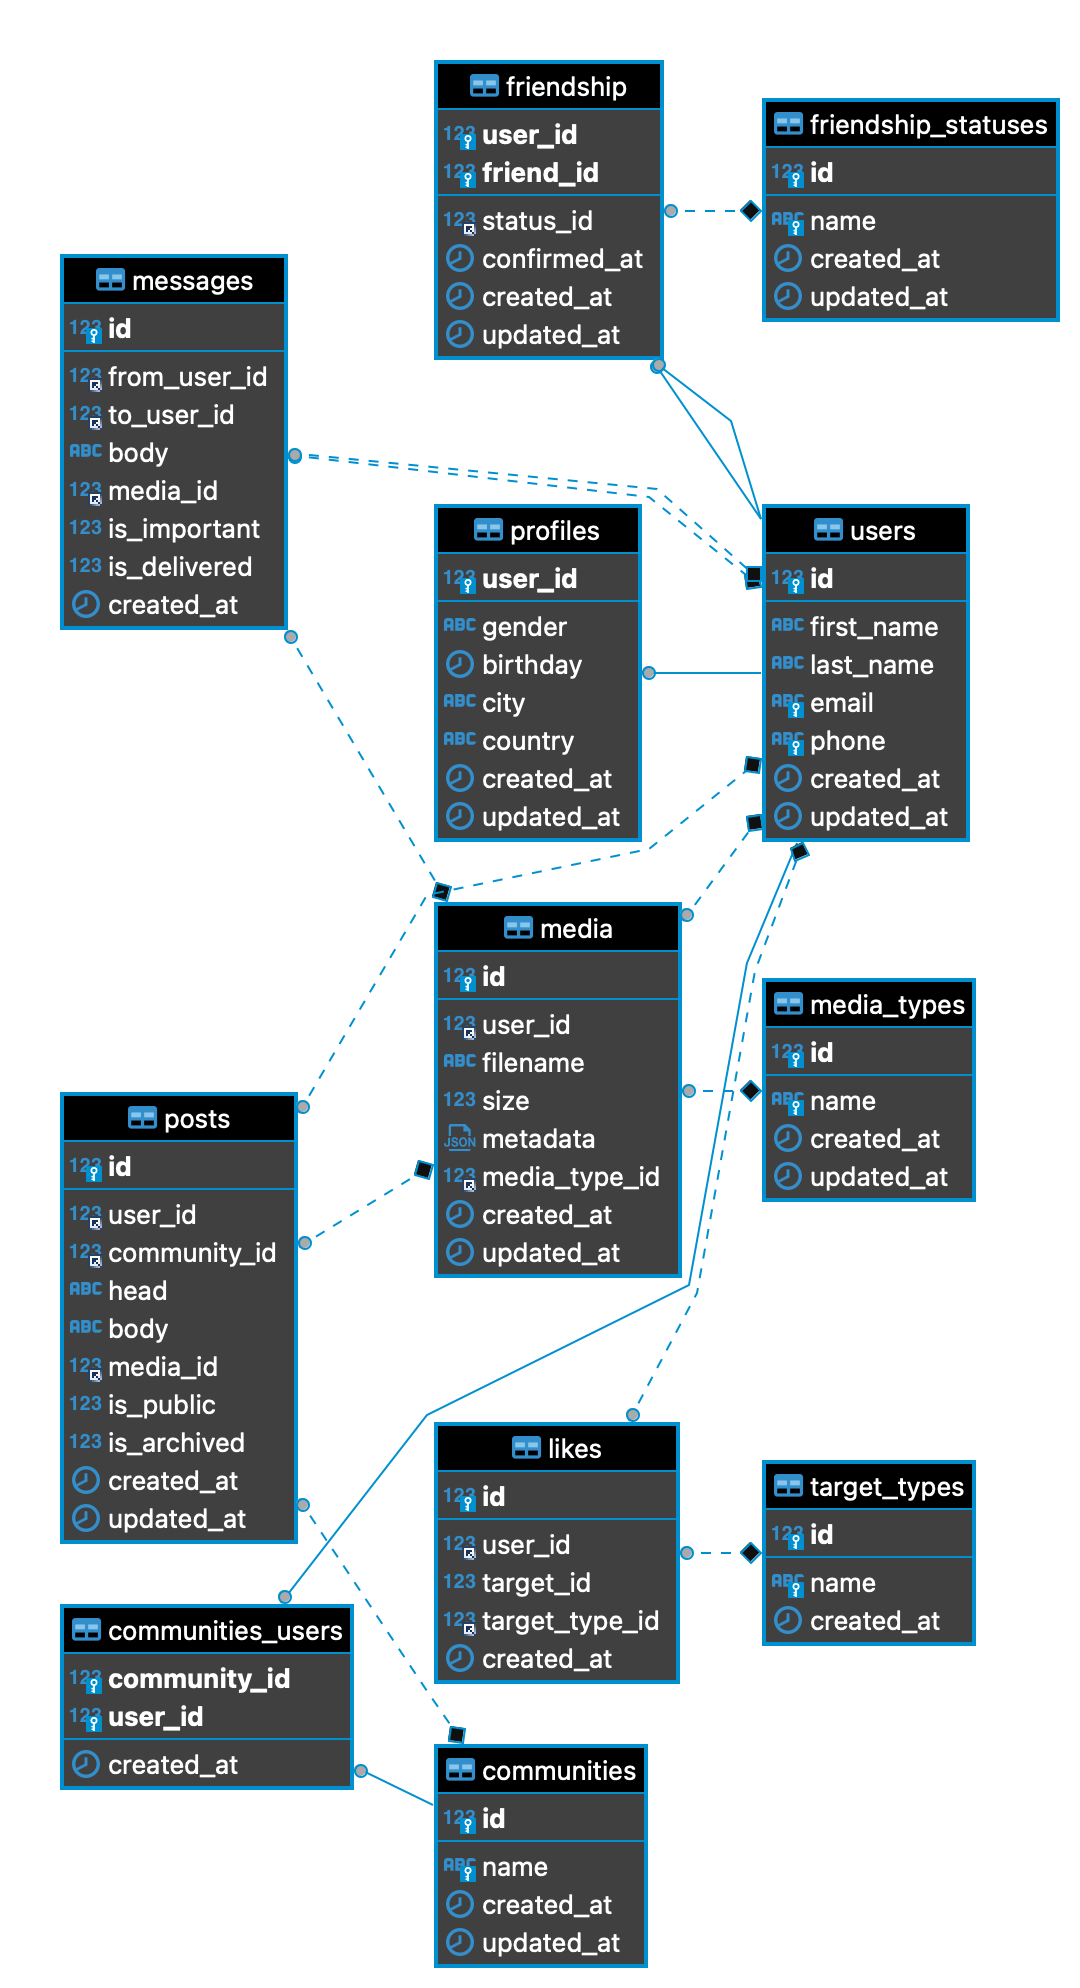 friendship
123 user_id
123 friend_id
123 status_id
confirmed_at
created_at
updated_at
friendship_statuses
123 id
ABC name
created_at
updated_at
messages
123 id
123 from_user_id
123 to_user_id
ABC body
123 media_id
123 is_important
123 is_delivered
created_at
profiles
123 user_id
ABC gender
birthday
ABC city
ABC country
created_at
updated_at
users
123 id
ABC first_name
ABC last_name
ABC email
ABC phone
created_at
updated_at
media
123 id
123 user_id
ABC filename
123 size
JSON metadata
123 media_type_id
created_at
updated_at
media_types
123 id
ABC name
created_at
updated_at
posts
123 id
123 user_id
123 community_id
ABC head
ABC body
123 media_id
123 is_public
123 is_archived
created_at
updated_at
likes
123 id
123 user_id
123 target_id
123 target_type_id
created_at
target_types
123 id
ABC name
created_at
communities_users
123 community_id
123 user_id
created_at
communities
123 id
ABC name
created_at
updated_at